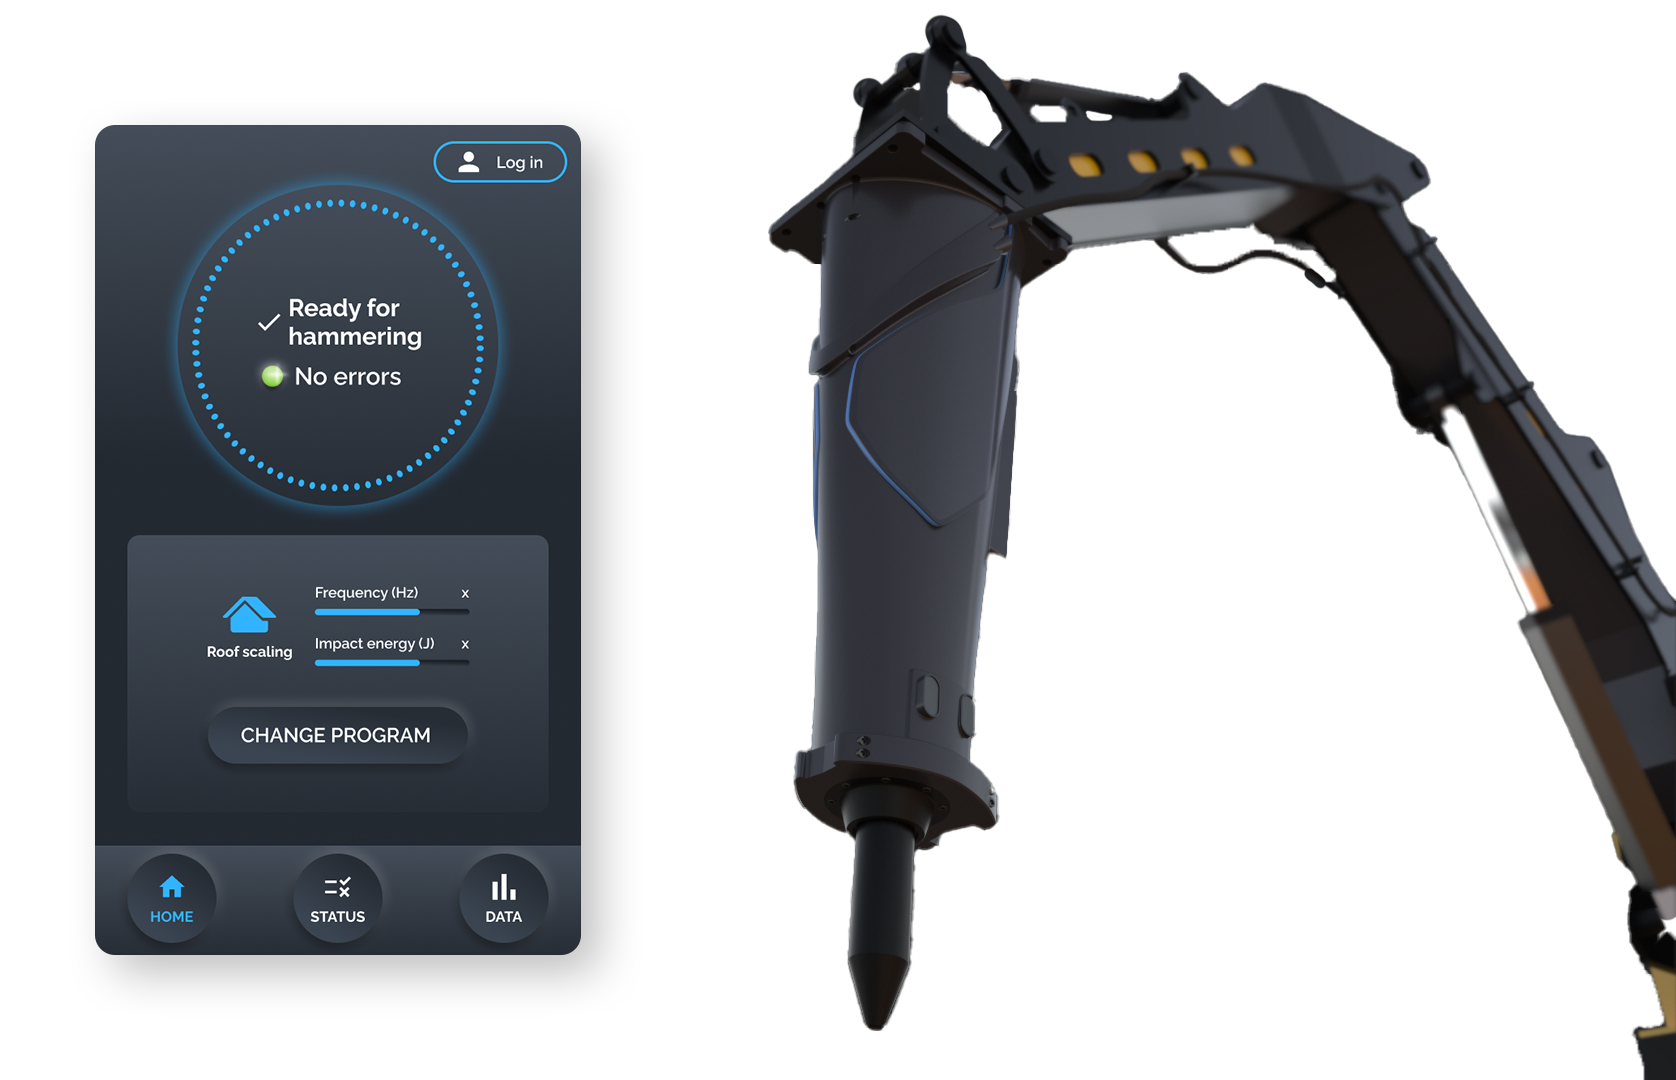 Log in
Ready for
hammering
No errors
Frequency (Hz) x
Impact energy (J) x
Roof scaling
CHANGE PROGRAM
HOME STATUS DATA